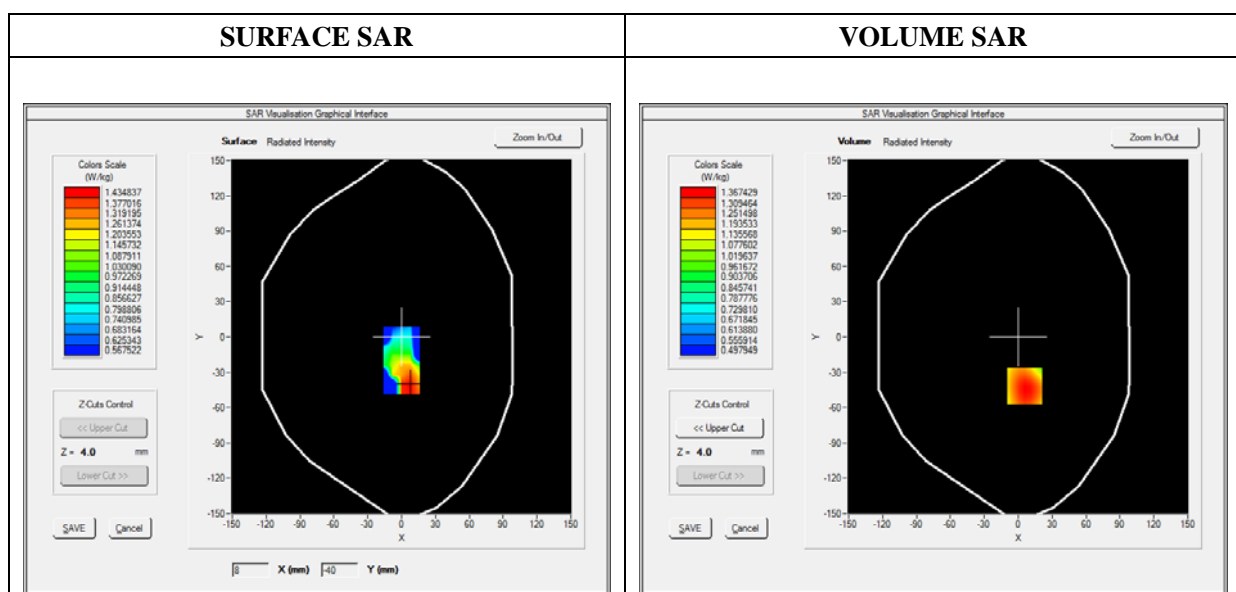 SURFACE SAR
VOLUME SAR
SAR Visualisation Graphical Interface
Surface Radiated Intensity
Zoom In/Out
Colors Scale
(W/kg)
1.434837
1.377016
1.319195
1.261374
1.203553
1.145732
1.087911
1.030090
0.972269
0.914448
0.856627
0.798806
0.740985
0.683164
0.625343
0.567522
150
120
90
60
30
0
-30
-60
-90
-120
-150
Y
-150 -120 -90 -60 -30 0 30 60 90 120 150
X
Z-Cuts Control
<< Upper Cut
Z = 4.0 mm
Lower Cut >>
SAVE Cancel
8 X (mm) -40 Y (mm)
SAR Visualisation Graphical Interface
Volume Radiated Intensity
Zoom In/Out
Colors Scale
(W/kg)
1.367429
1.309464
1.251498
1.193533
1.135568
1.077602
1.019637
0.961672
0.903706
0.845741
0.787776
0.729810
0.671845
0.613880
0.555914
0.497949
150
120
90
60
30
0
-30
-60
-90
-120
-150
Y
-150 -120 -90 -60 -30 0 30 60 90 120 150
X
Z-Cuts Control
<< Upper Cut
Z = 4.0 mm
Lower Cut >>
SAVE Cancel